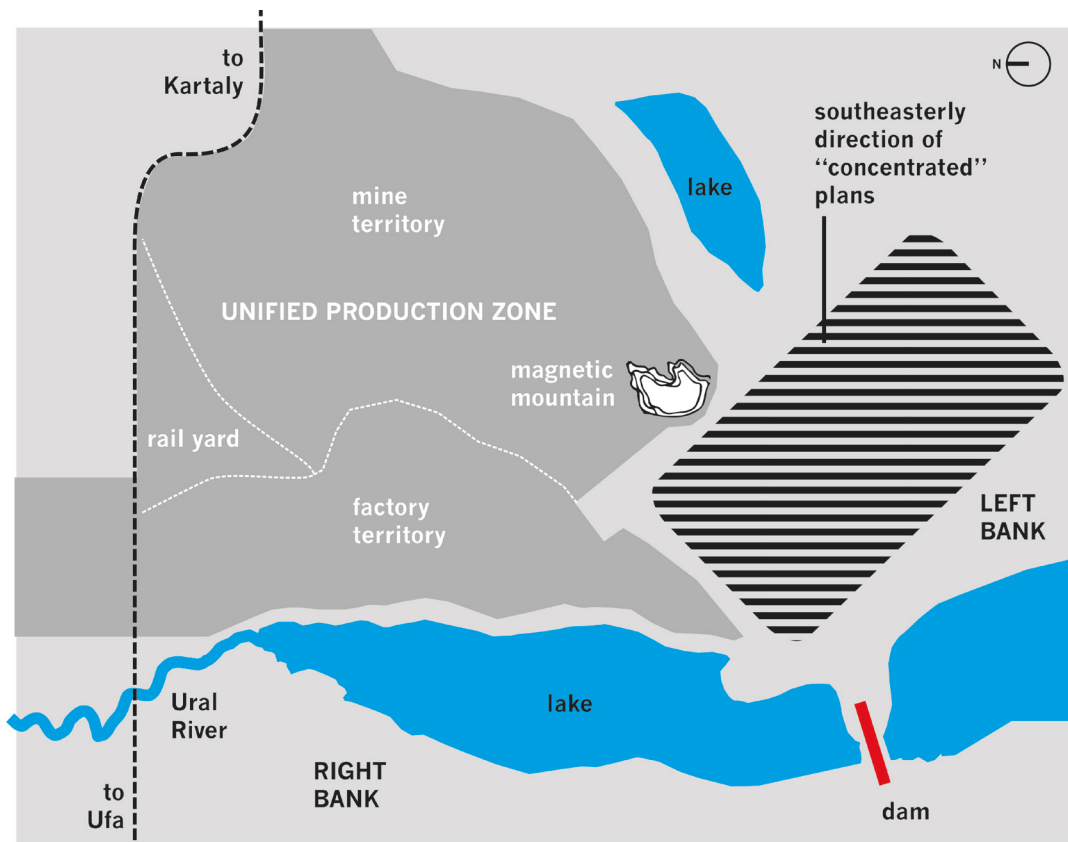 to
Kartaly
N
southeasterly
direction of
“concentrated”
plans
lake
mine
territory
UNIFIED PRODUCTION ZONE
magnetic
mountain
rail yard
factory
territory
LEFT
BANK
Ural
River
lake
RIGHT
BANK
to
Ufa
dam